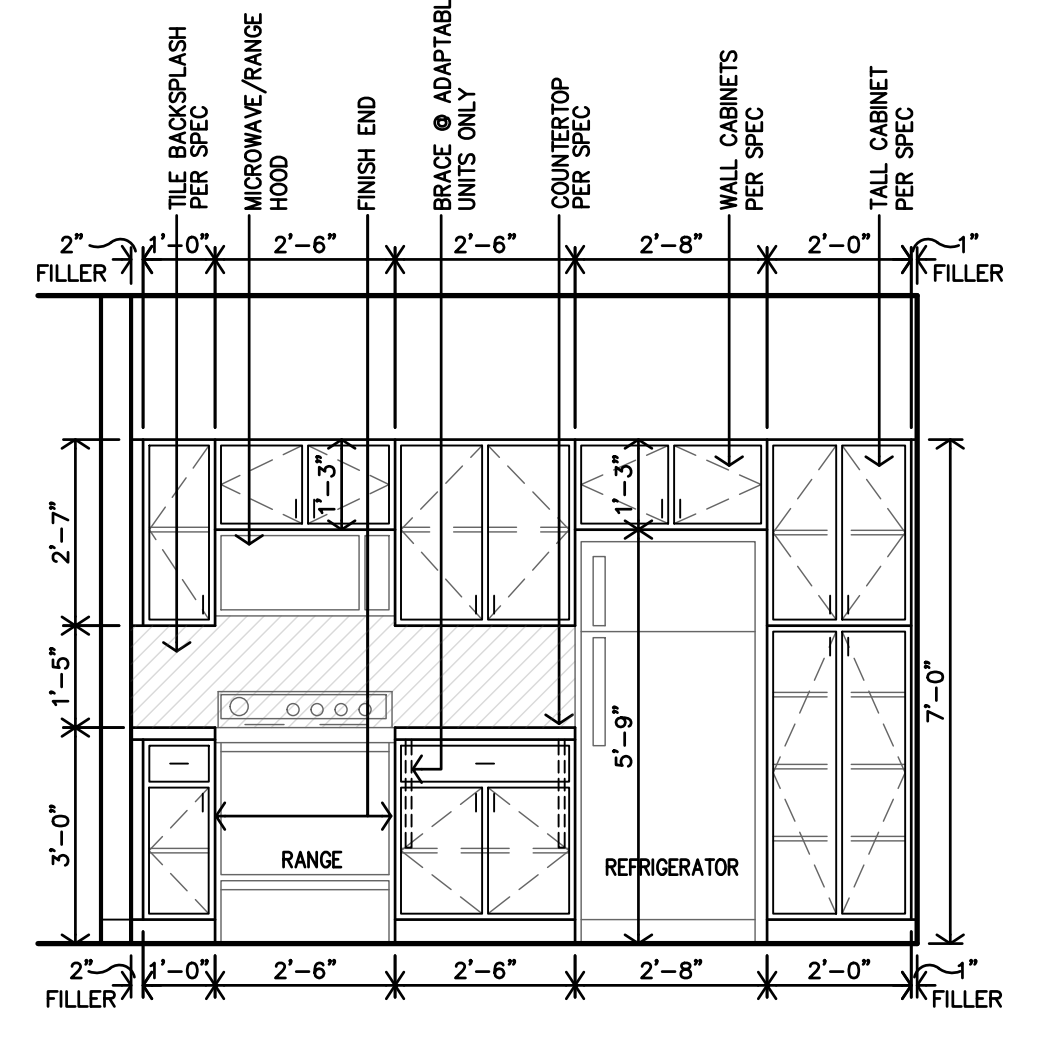 TILE BACKSPLASH
PER SPEC
MICROWAVE/RANGE
HOOD
FINISH END
BRACE @ ADAPTABL
UNITS ONLY
COUNTERTOP
PER SPEC
WALL CABINETS
PER SPEC
TALL CABINET
PER SPEC
2"
FILLER
1'-0"
2'-6"
2'-6"
2'-8"
2'-0"
1"
FILLER
2'-7"
1'-3"
1'-3"
1'-5"
7'-0"
5'-9"
3'-0"
RANGE
REFRIGERATOR
2"
FILLER
1'-0"
2'-6"
2'-6"
2'-8"
2'-0"
1"
FILLER